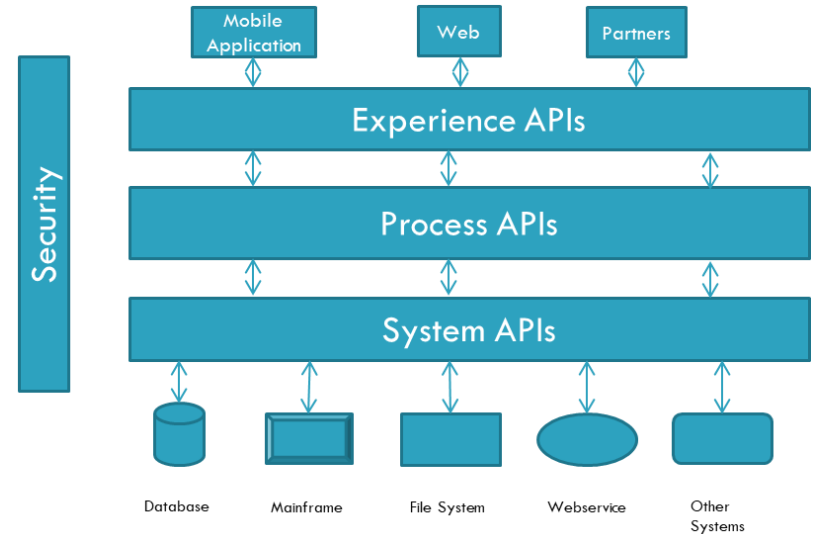 Mobile
Application
Web
Partners
Security
Experience APIs
Process APIs
System APIs
Database
Mainframe
File System
Webservice
Other
Systems